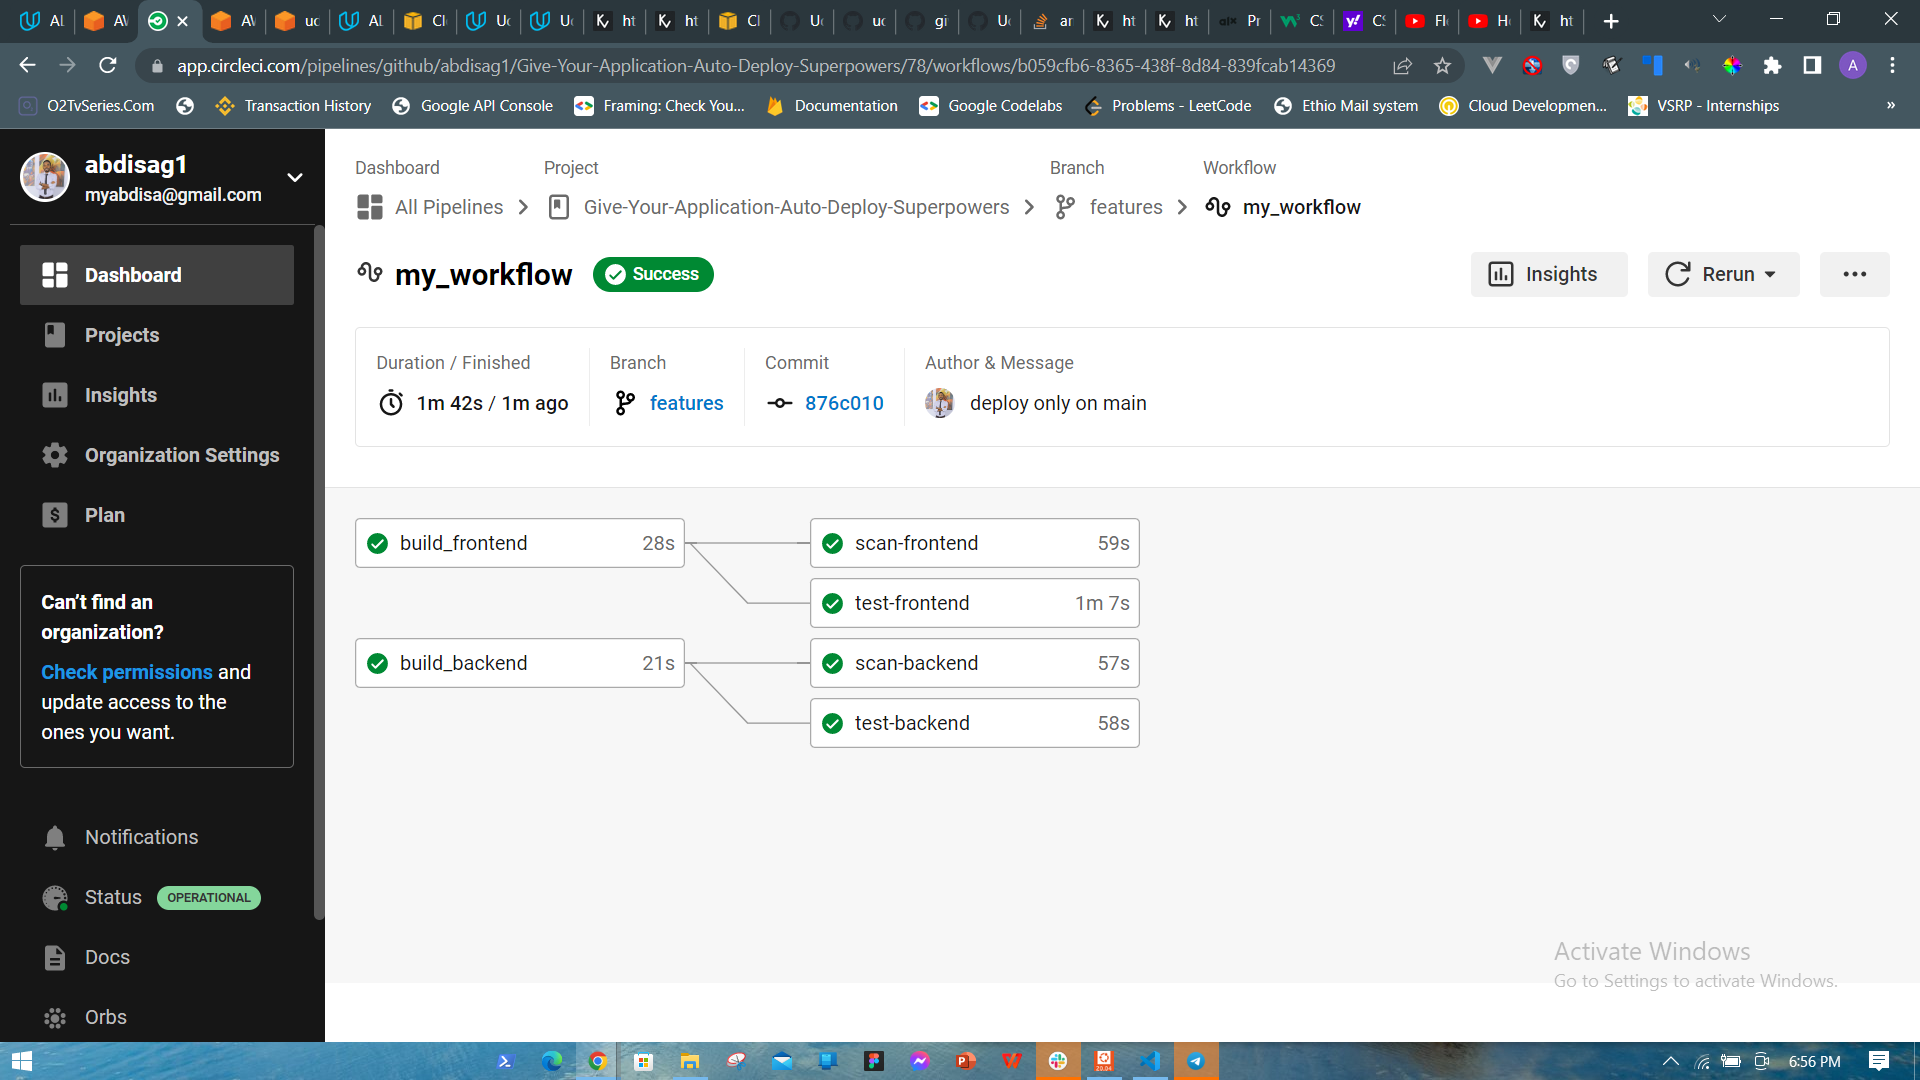 AL
AV
AV
uc
AL
Cl
Uc
Uc
ht
ht
Cl
Uc
uc
gi
Uc
ar
ht
ht
Pr
CS
CS
Fl
H
ht
app.circleci.com/pipelines/github/abdisag1/Give-Your-Application-Auto-Deploy-Superpowers/78/workflows/b059cfb6-8365-438f-8d84-839fcab14369
A
O2TvSeries.Com
Transaction History
Google API Console
Framing: Check You...
Documentation
Google Codelabs
Problems - LeetCode
Ethio Mail system
Cloud Developmen...
VSRP - Internships
»
abdisag1
myabdisa@gmail.com
Dashboard
Projects
Insights
Organization Settings
Plan
Can't find an
organization?
Check permissions and
update access to the
ones you want.
Notifications
Status OPERATIONAL
Docs
Orbs
Dashboard Project Branch Workflow
All Pipelines Give-Your-Application-Auto-Deploy-Superpowers features my_workflow
my_workflow Success Insights Rerun
Duration / Finished Branch Commit Author & Message
1m 42s / 1m ago features 876c010 deploy only on main
build_frontend 28s scan-frontend 59s
test-frontend 1m 7s
build_backend 21s scan-backend 57s
test-backend 58s
Activate Windows
Go to Settings to activate Windows.
20.04
6:56 PM